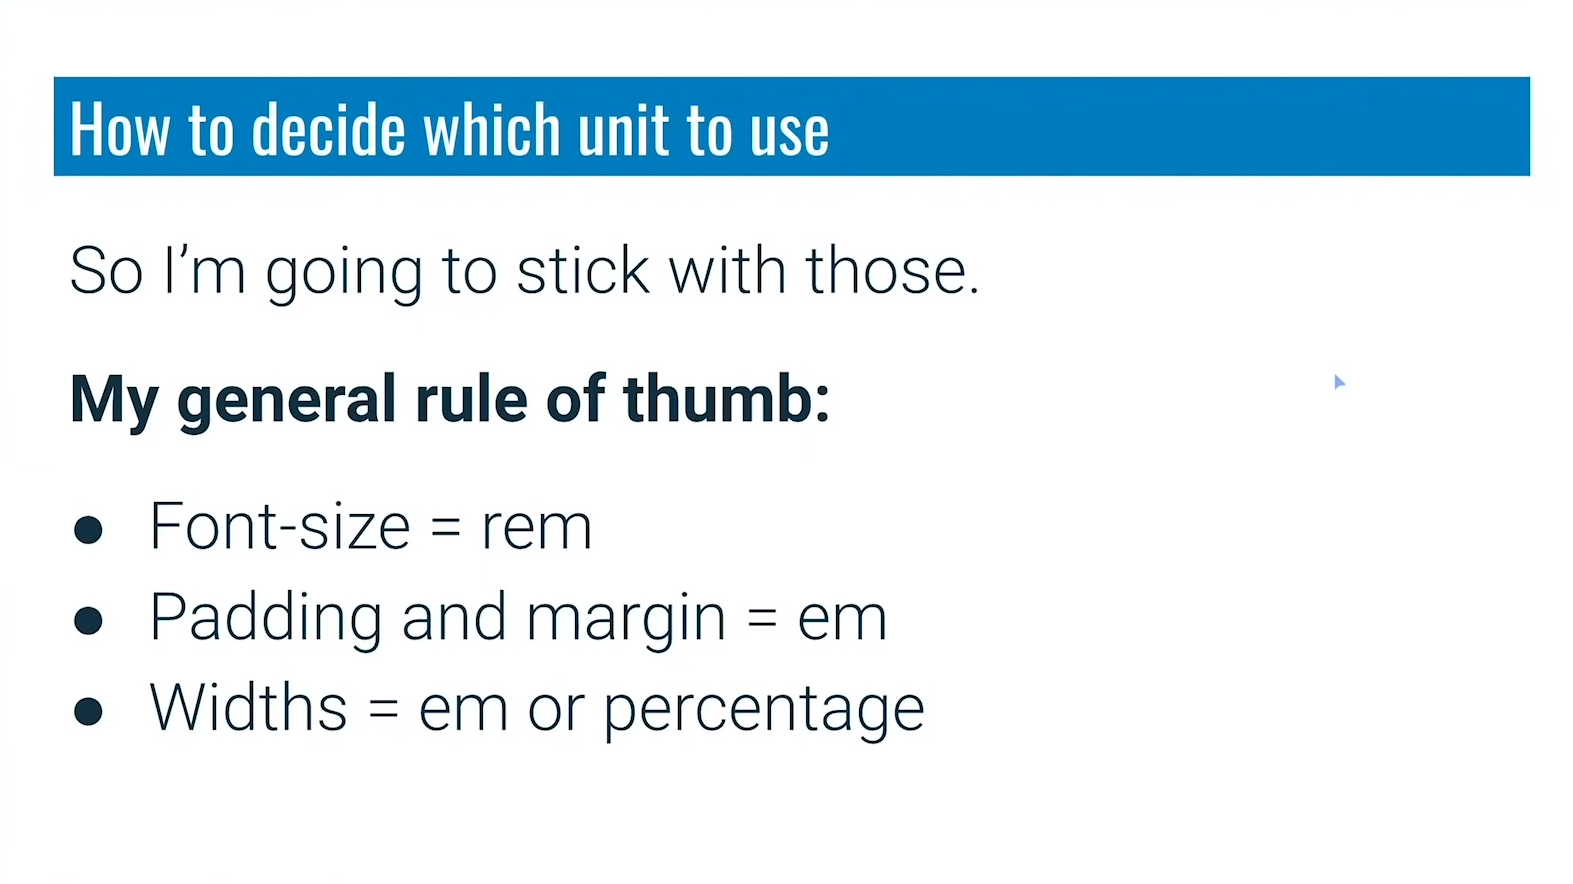 How to decide which unit to use
So I’m going to stick with those.
My general rule of thumb:
● Font-size = rem
● Padding and margin = em
● Widths = em or percentage